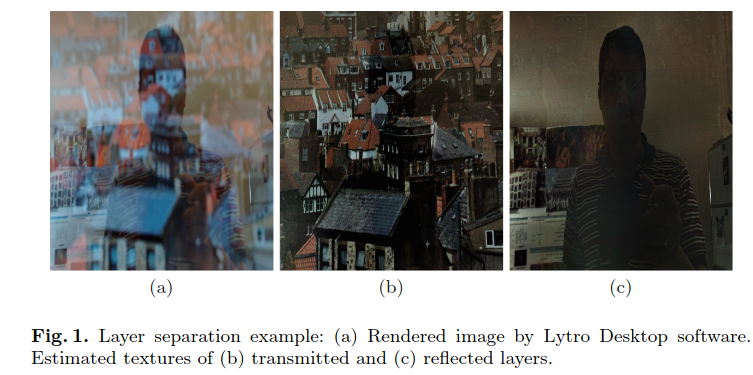 (a) (b) (c)
Fig. 1. Layer separation example: (a) Rendered image by Lytro Desktop software.
Estimated textures of (b) transmitted and (c) reflected layers.